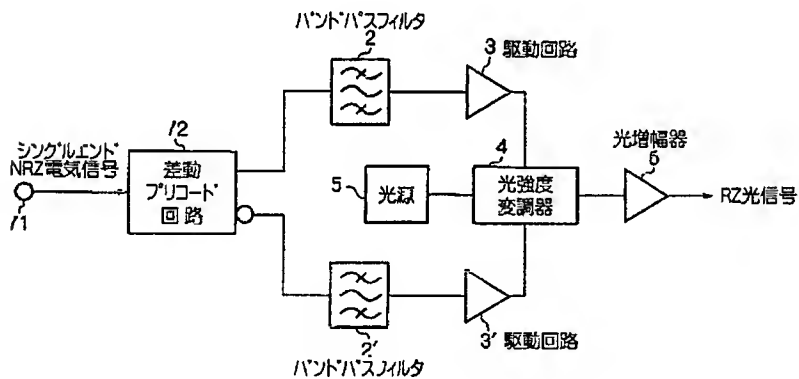 バンドパスフィルタ
2
3 駆動回路
シングルエンド
NRZ電気信号
11
12
差動
プリコード
回路
5
光源
4
光強度
変調器
光増幅器
6
RZ光信号
2'
バンドパスフィルタ
3' 駆動回路